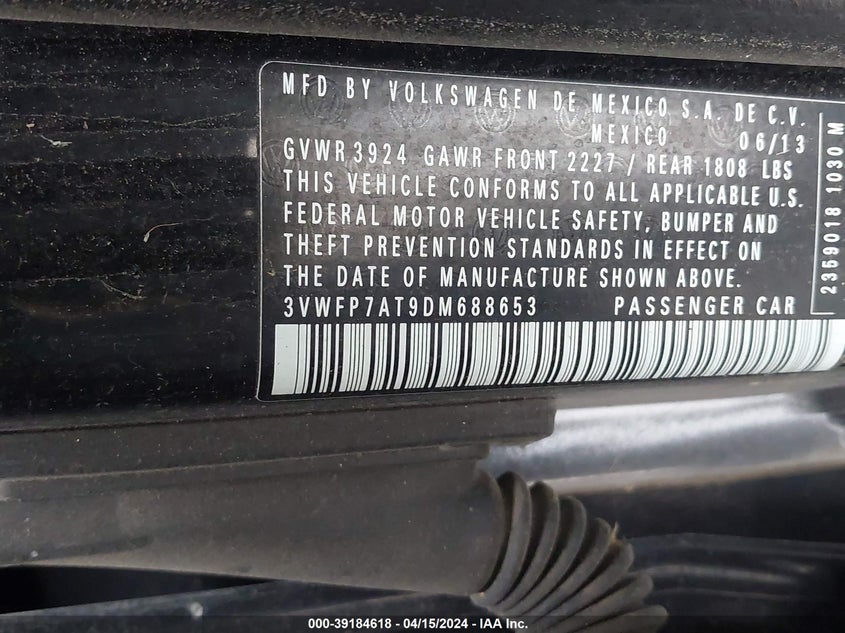 MFD BY VOLKSWAGEN DE MEXICO S.A. DE C.V.
MEXICO 06/13
GVWR 3924 GAWR FRONT 2227 / REAR 1808 LBS
THIS VEHICLE CONFORMS TO ALL APPLICABLE U.S.
FEDERAL MOTOR VEHICLE SAFETY, BUMPER AND
THEFT PREVENTION STANDARDS IN EFFECT ON
THE DATE OF MANUFACTURE SHOWN ABOVE.
3VWFP7AT9DM688653 PASSENGER CAR
2359018 1030 M
000-39184618 - 04/15/2024 - IAA Inc.